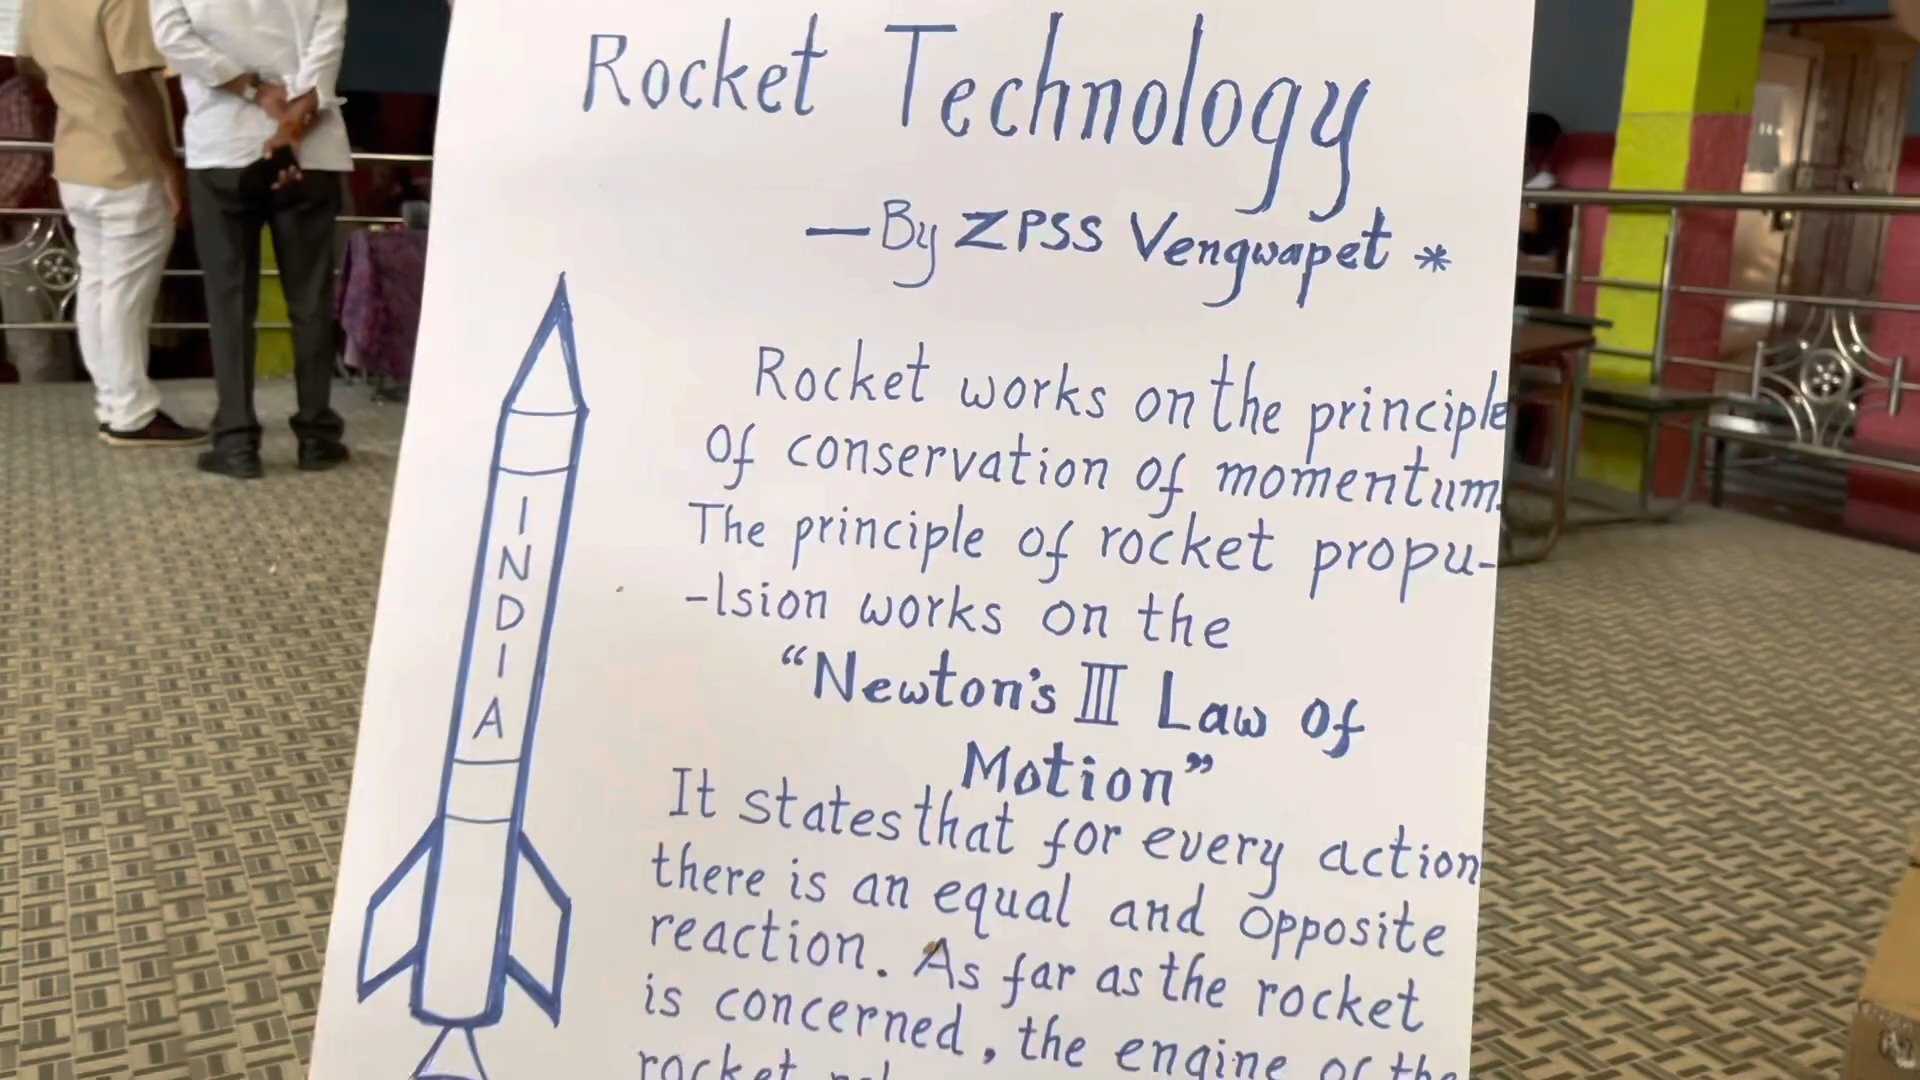 Rocket Technology
— By ZPSS Vengwapet *
Rocket works on the principle
of conservation of momentum.
The principle of rocket propu-
-lsion works on the
“Newton's III Law Of
Motion”
It states that for every action
there is an equal and opposite
reaction. As far as the rocket
is concerned, the engine of the
rocket
INDIA